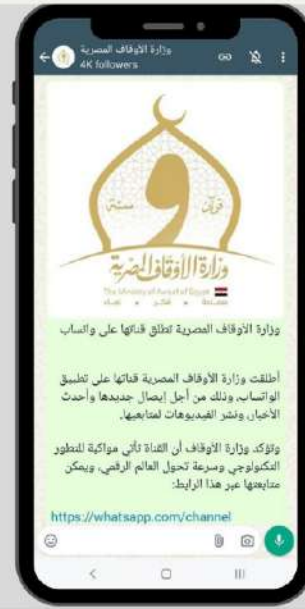 وزارة الأوقاف المصرية
4K followers
قرآن
سنة
وزارة الأوقاف المصرية
The Ministry of Awqaf of Egypt
وزارة الأوقاف المصرية تطلق قناتها على واتساب
أطلقت وزارة الأوقاف المصرية قناتها على تطبيق
الواتساب، وذلك من أجل إيصال جديدها وأحدث
الأخبار، ونشر الفيديوهات لمتابعيها.
وتؤكد وزارة الأوقاف أن القناة تأتي مواكبة للتطور
التكنولوجي وسرعة تحول العالم الرقمي، ويمكن
متابعتها عبر هذا الرابط:
https://whatsapp.com/channel